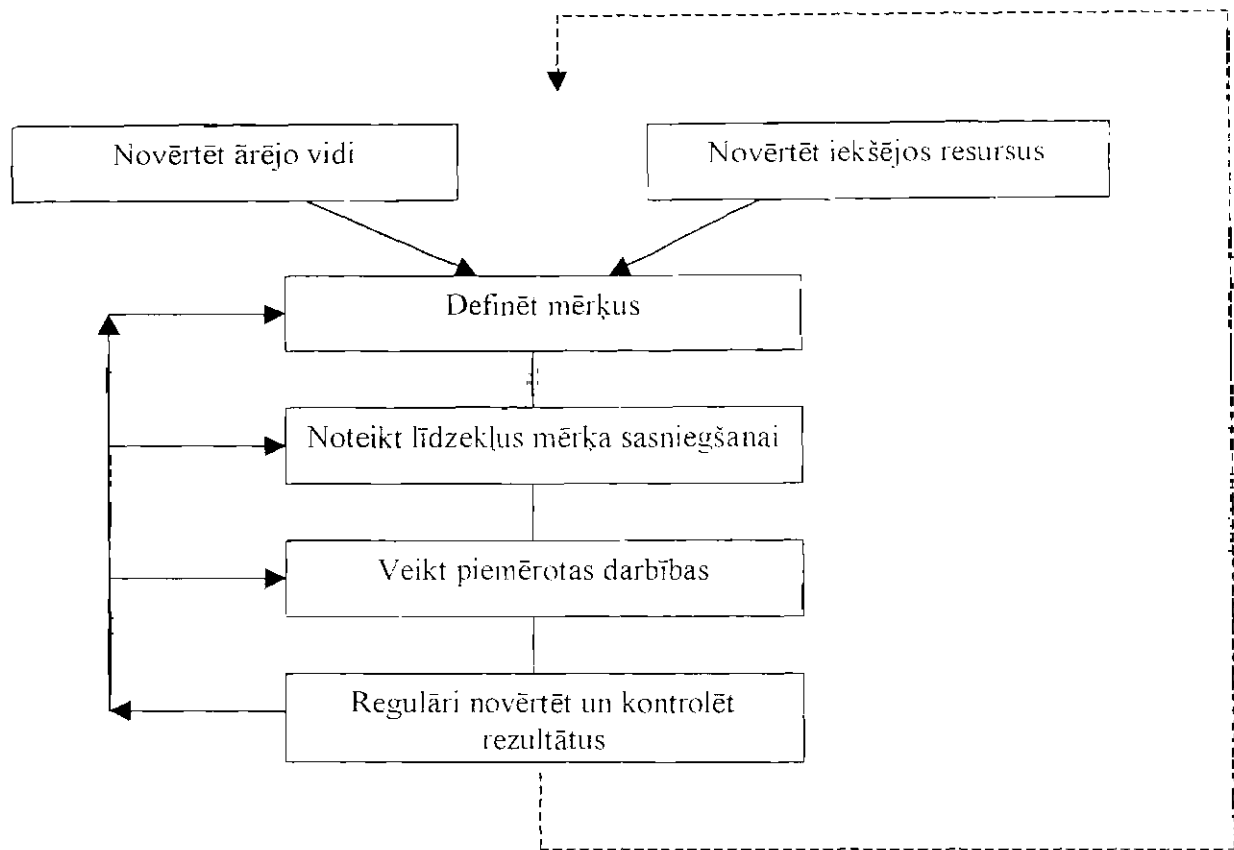 Novērtēt ārējo vidi
Novērtēt iekšējos resursus
Definēt mērķus
Noteikt līdzekļus mērķa sasniegšanai
Veikt piemērotas darbības
Regulāri novērtēt un kontrolēt
rezultātus